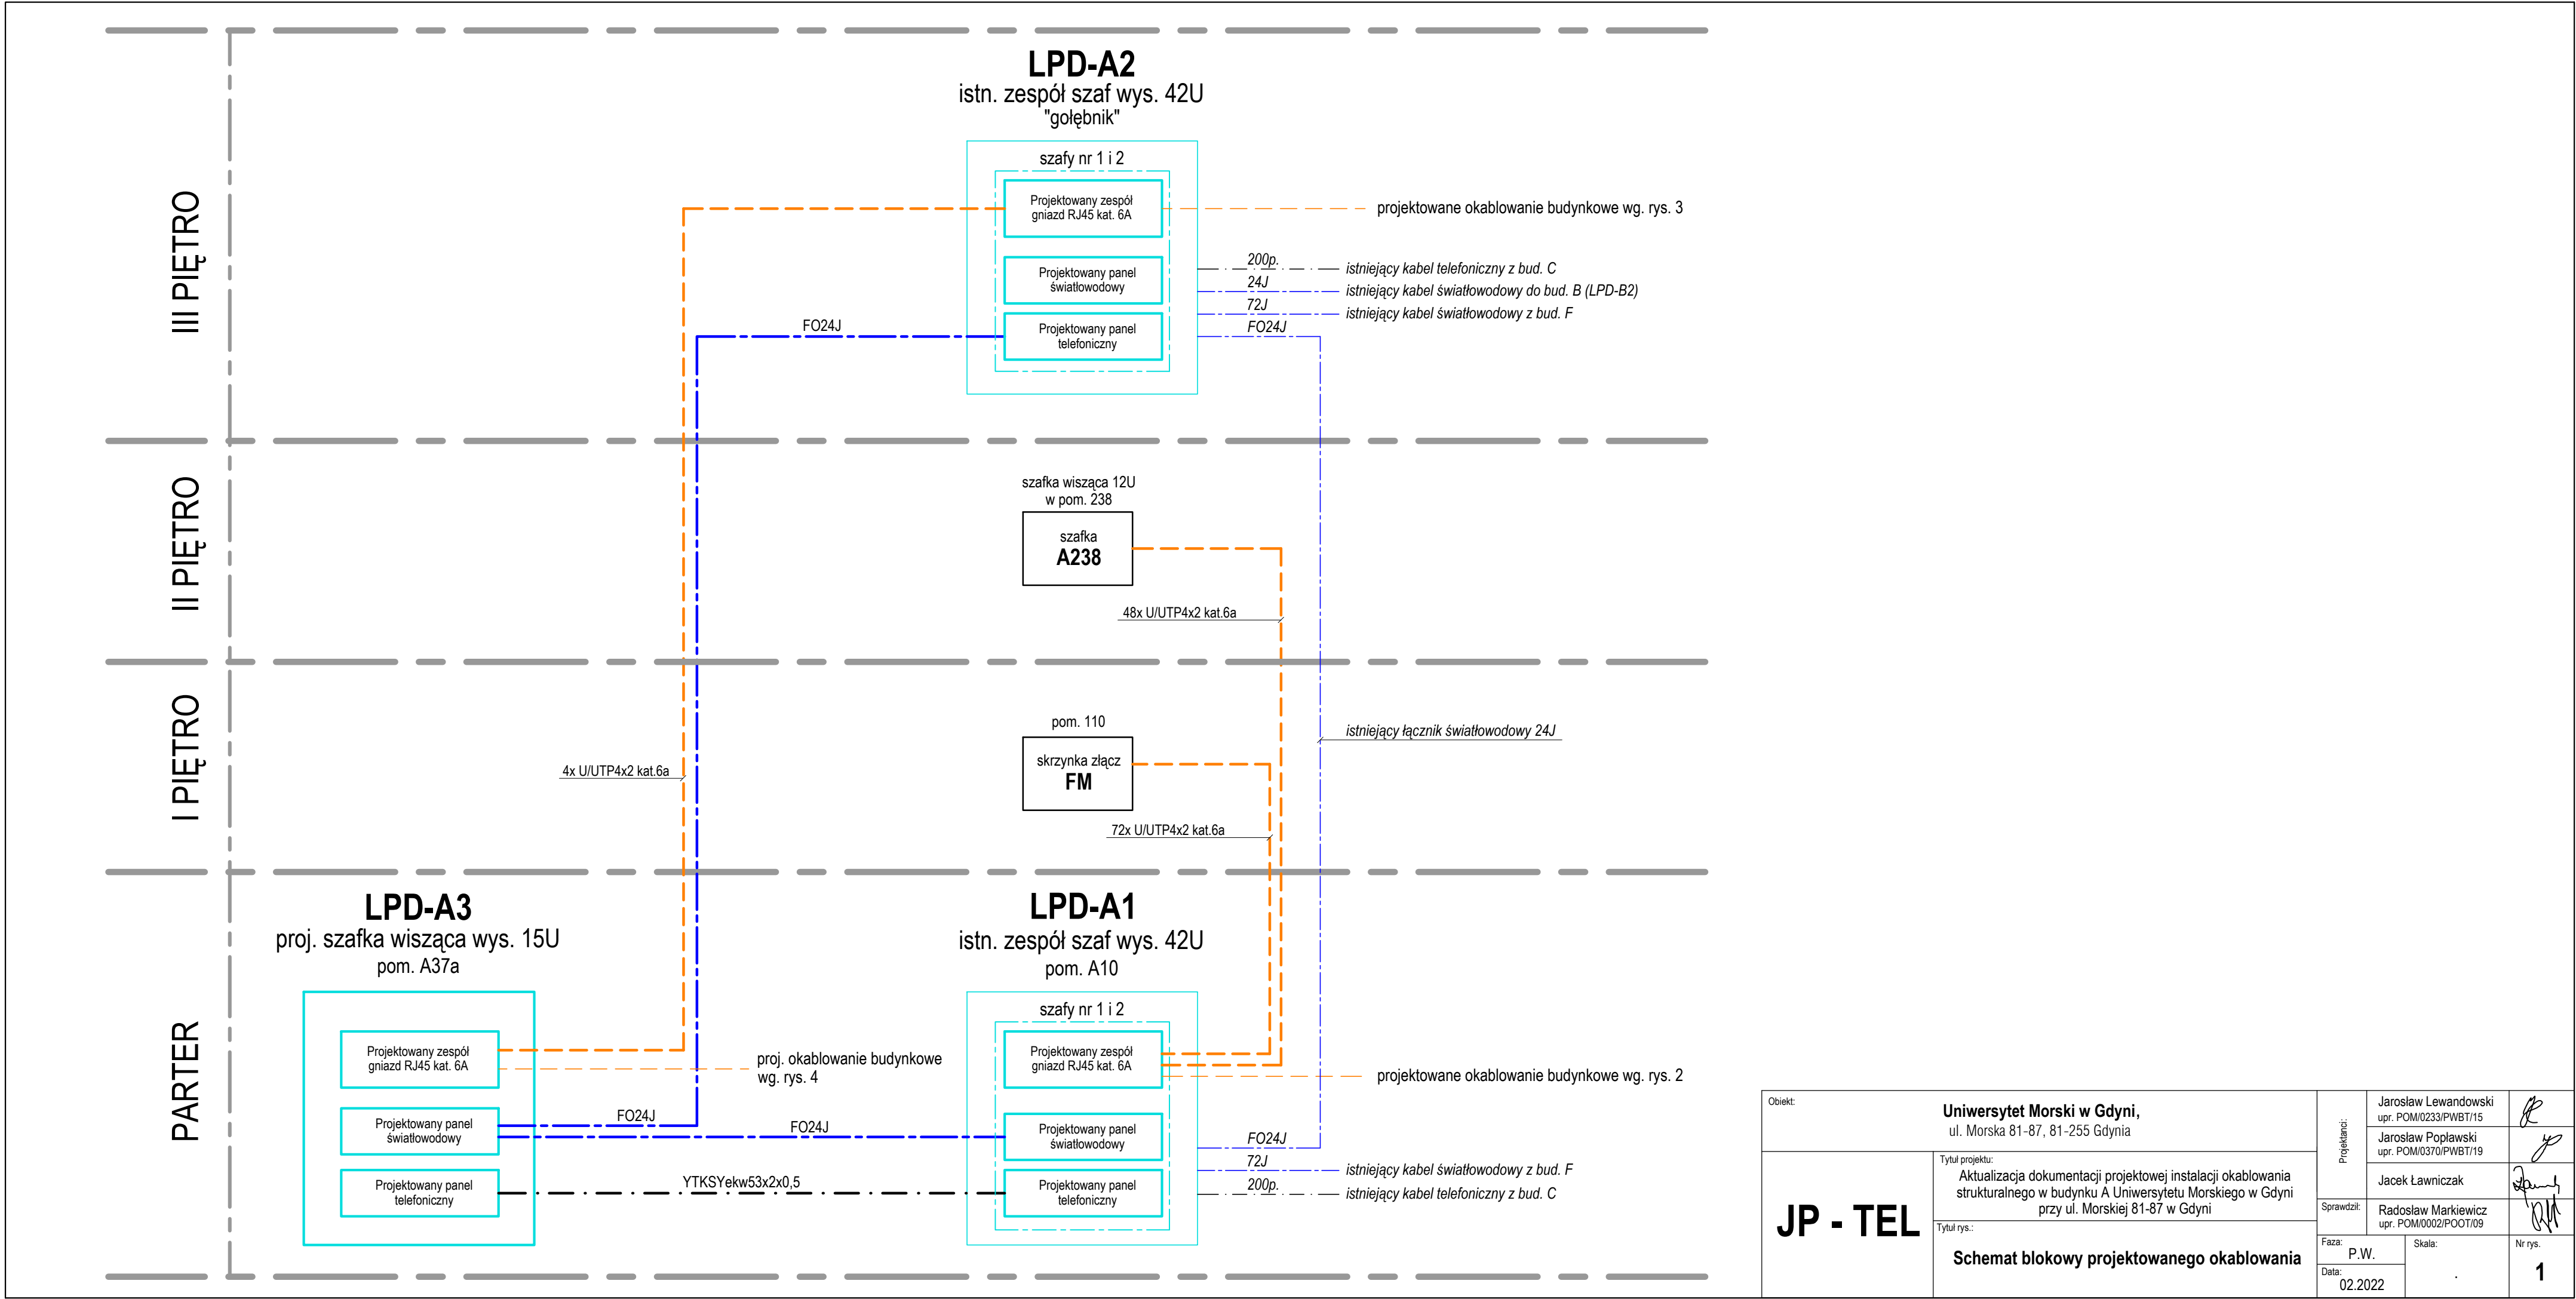 LPD-A2
istn. zespół szaf wys. 42U
"gołębnik"
szafy nr 1 i 2
III PIĘTRO
Projektowany zespół
gniazd RJ45 kat. 6A
projektowane okablowanie budynkowe wg. rys. 3
Projektowany panel
światłowodowy
200p.
istniejący kabel telefoniczny z bud. C
24J
istniejący kabel światłowodowy do bud. B (LPD-B2)
72J
istniejący kabel światłowodowy z bud. F
FO24J
Projektowany panel
telefoniczny
FO24J
II PIĘTRO
szafka wisząca 12U
w pom. 238
szafka
A238
48x U/UTP4x2 kat.6a
I PIĘTRO
pom. 110
skrzynka złącz
FM
istniejący łącznik światłowodowy 24J
4x U/UTP4x2 kat.6a
72x U/UTP4x2 kat.6a
PARTER
LPD-A3
proj. szafka wisząca wys. 15U
pom. A37a
Projektowany zespół
gniazd RJ45 kat. 6A
proj. okablowanie budynkowe
wg. rys. 4
Projektowany panel
światłowodowy
FO24J
FO24J
Projektowany panel
telefoniczny
YTKSYekw53x2x0,5
LPD-A1
istn. zespół szaf wys. 42U
pom. A10
szafy nr 1 i 2
Projektowany zespół
gniazd RJ45 kat. 6A
projektowane okablowanie budynkowe wg. rys. 2
Projektowany panel
światłowodowy
FO24J
72J
istniejący kabel światłowodowy z bud. F
Projektowany panel
telefoniczny
200p.
istniejący kabel telefoniczny z bud. C
Obiekt:
Uniwersytet Morski w Gdyni,
ul. Morska 81-87, 81-255 Gdynia
JP - TEL
Tytuł projektu:
Aktualizacja dokumentacji projektowej instalacji okablowania
strukturalnego w budynku A Uniwersytetu Morskiego w Gdyni
przy ul. Morskiej 81-87 w Gdyni
Tytuł rys.:
Schemat blokowy projektowanego okablowania
Projektanci:
Jarosław Lewandowski
upr. POM/0233/PWBT/15
Jarosław Popławski
upr. POM/0370/PWBT/19
Jacek Ławniczak
Sprawdził:
Radosław Markiewicz
upr. POM/0002/POOT/09
Faza:
P.W.
Skala:
.
Nr rys.
1
Data:
02.2022